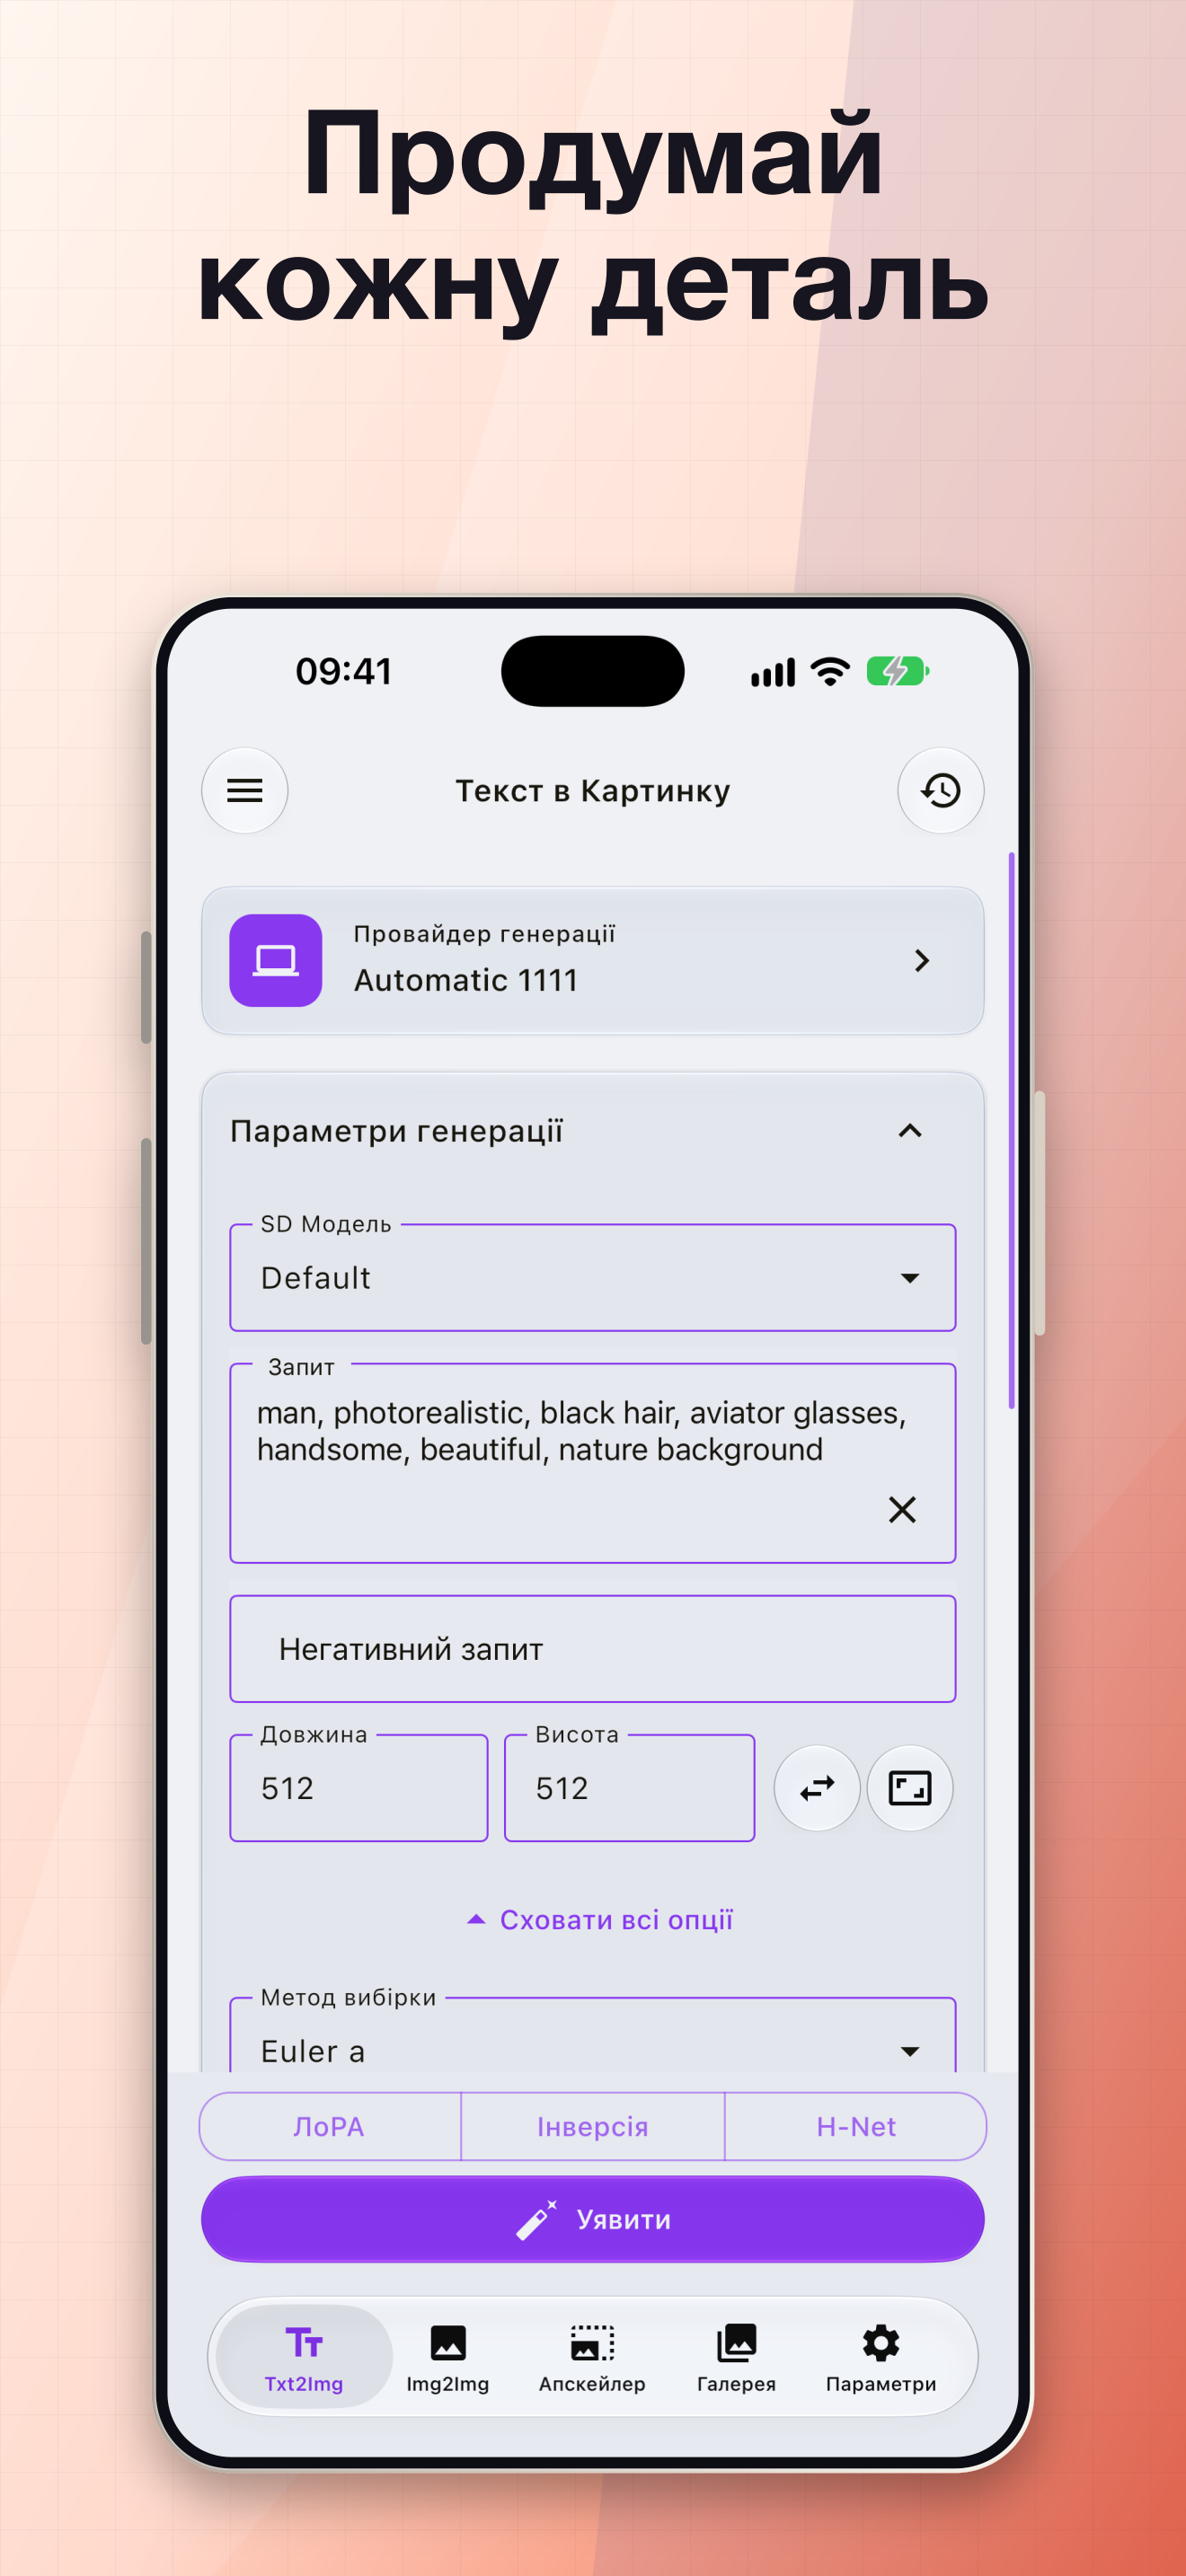 Продумай
кожну деталь
09:41
Текст в Картинку
Провайдер генерації
Automatic 1111
Параметри генерації
SD Модель
Default
Запит
man, photorealistic, black hair, aviator glasses,
handsome, beautiful, nature background
Негативний запит
Довжина
512
Висота
512
Сховати всі опції
Метод вибірки
Euler a
ЛоРА
Інверсія
H-Net
Уявити
Txt2Img
Img2Img
Апскейлер
Галерея
Параметри